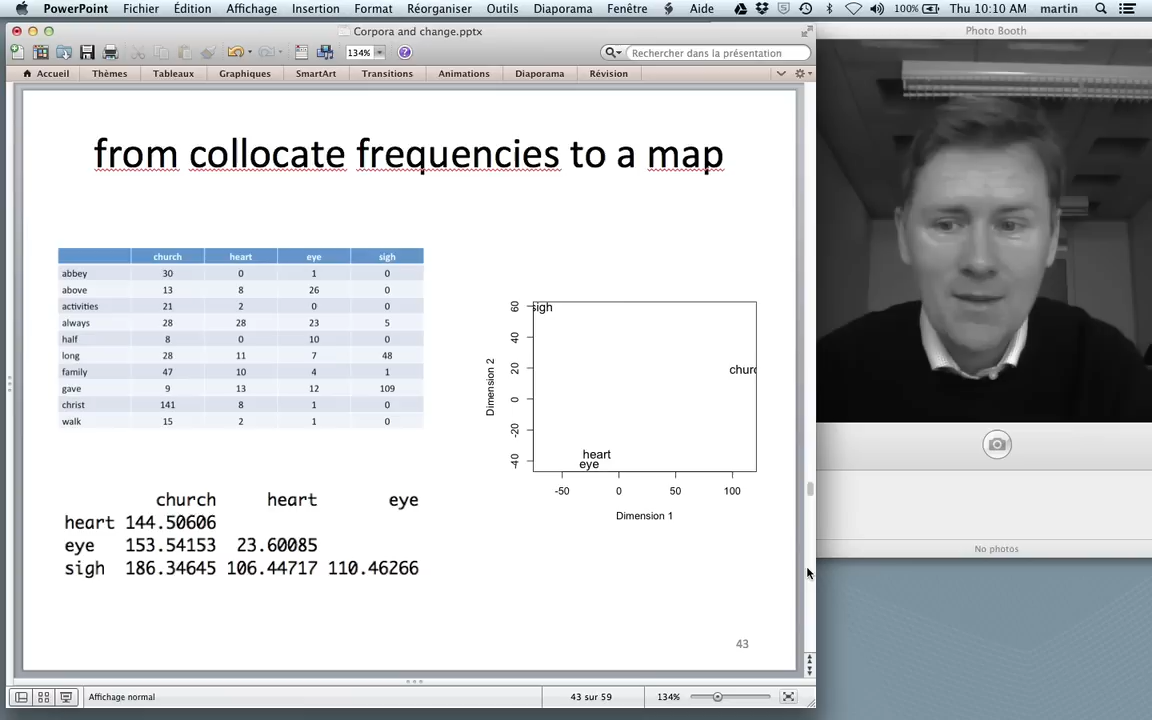 PowerPoint Fichier Édition Affichage Insertion Format Réorganiser Outils Diaporama Fenêtre Aide 100% Thu 10:10 AM martin
Corpora and change.pptx
Photo Booth
134%
Rechercher dans la présentation
Accueil Thèmes Tableaux Graphiques SmartArt Transitions Animations Diaporama Révision
from collocate frequencies to a map
church heart eye sigh
abbey 30 0 1 0
above 13 8 26 0
activities 21 2 0 0
always 28 28 23 5
half 8 0 10 0
long 28 11 7 48
family 47 10 4 1
gave 9 13 12 109
christ 141 8 1 0
walk 15 2 1 0
Dimension 2
60
40
20
0
-20
-40
sigh
churc
heart
eye
-50 0 50 100
Dimension 1
church heart eye
heart 144.50606
eye 153.54153 23.60085
sigh 186.34645 106.44717 110.46266
43
No photos
Affichage normal 43 sur 59 134%